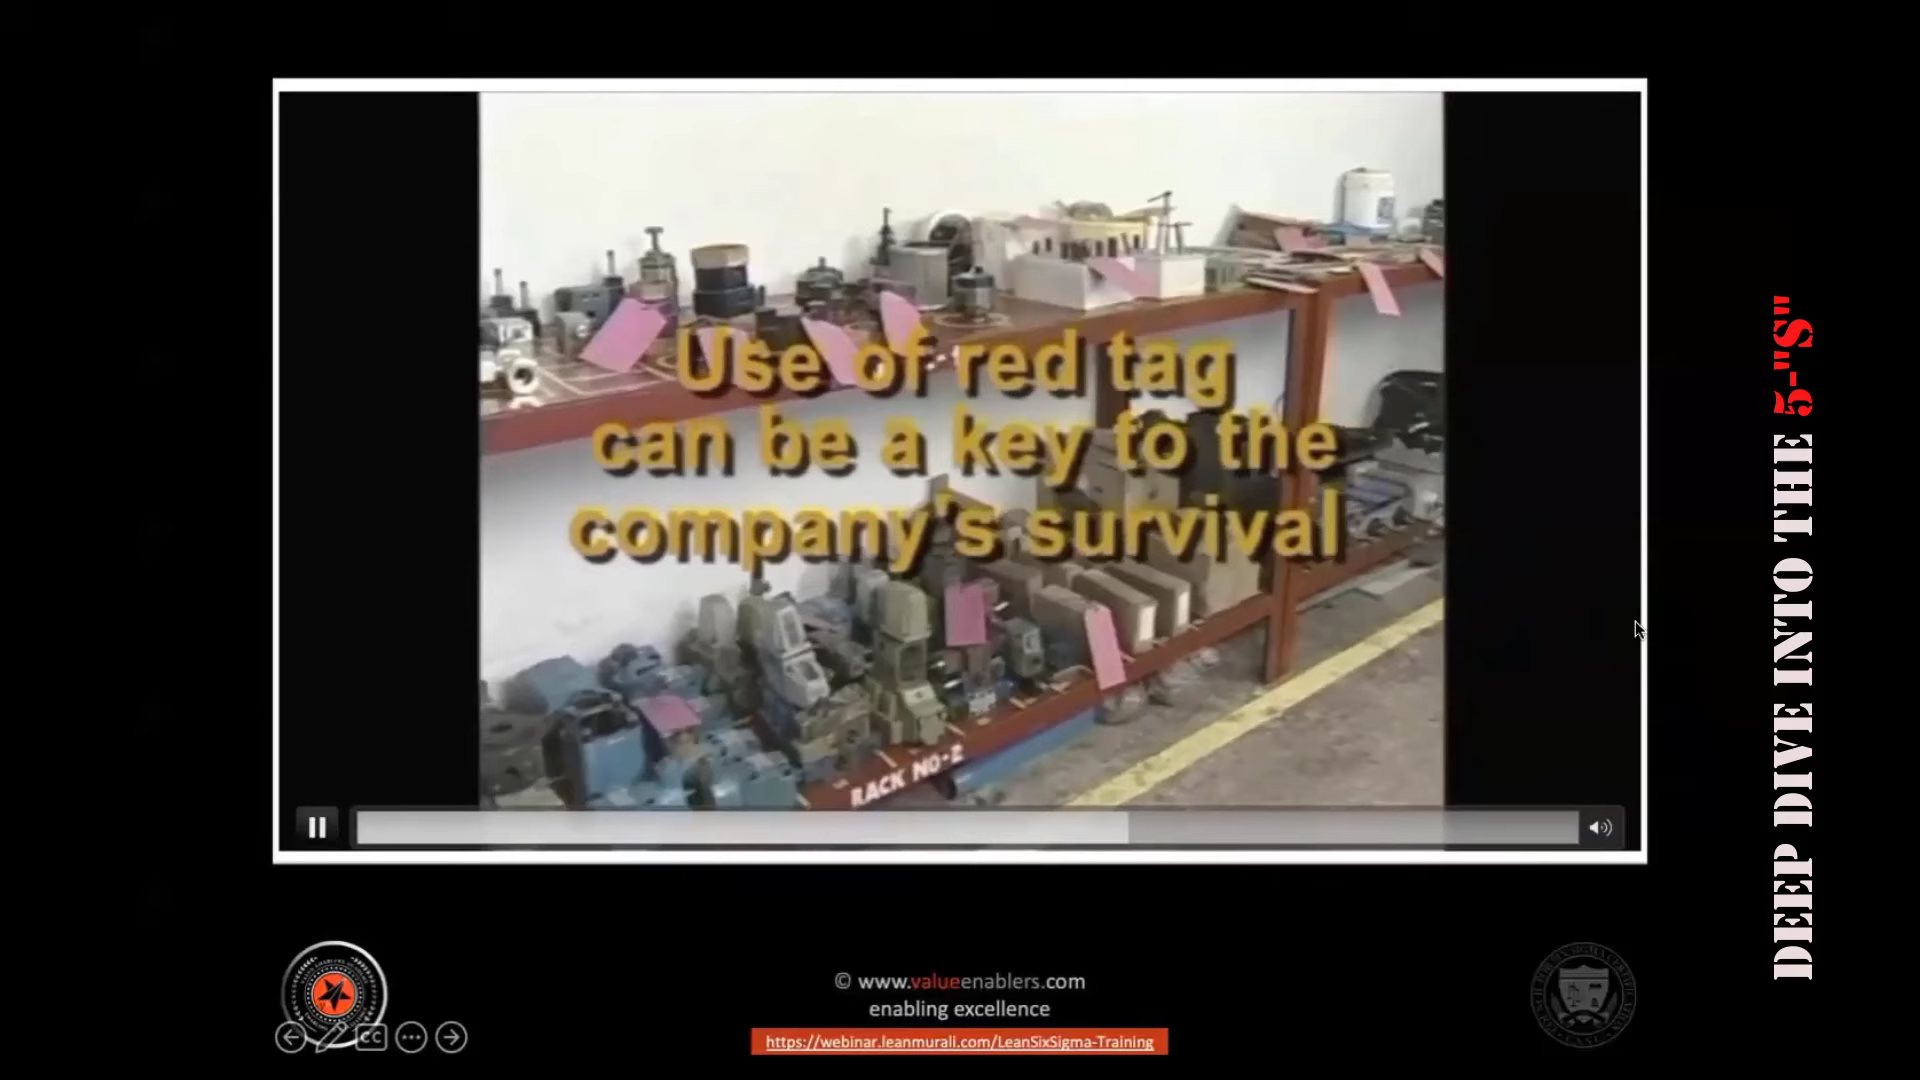 Use of red tag
can be a key to the
company's survival
RACK NO-2
DEEP DIVE INTO THE 5-"S"
© www.valueenablers.com
enabling excellence
CC
https://webinar.leanmurali.com/LeanSixSigma-Training